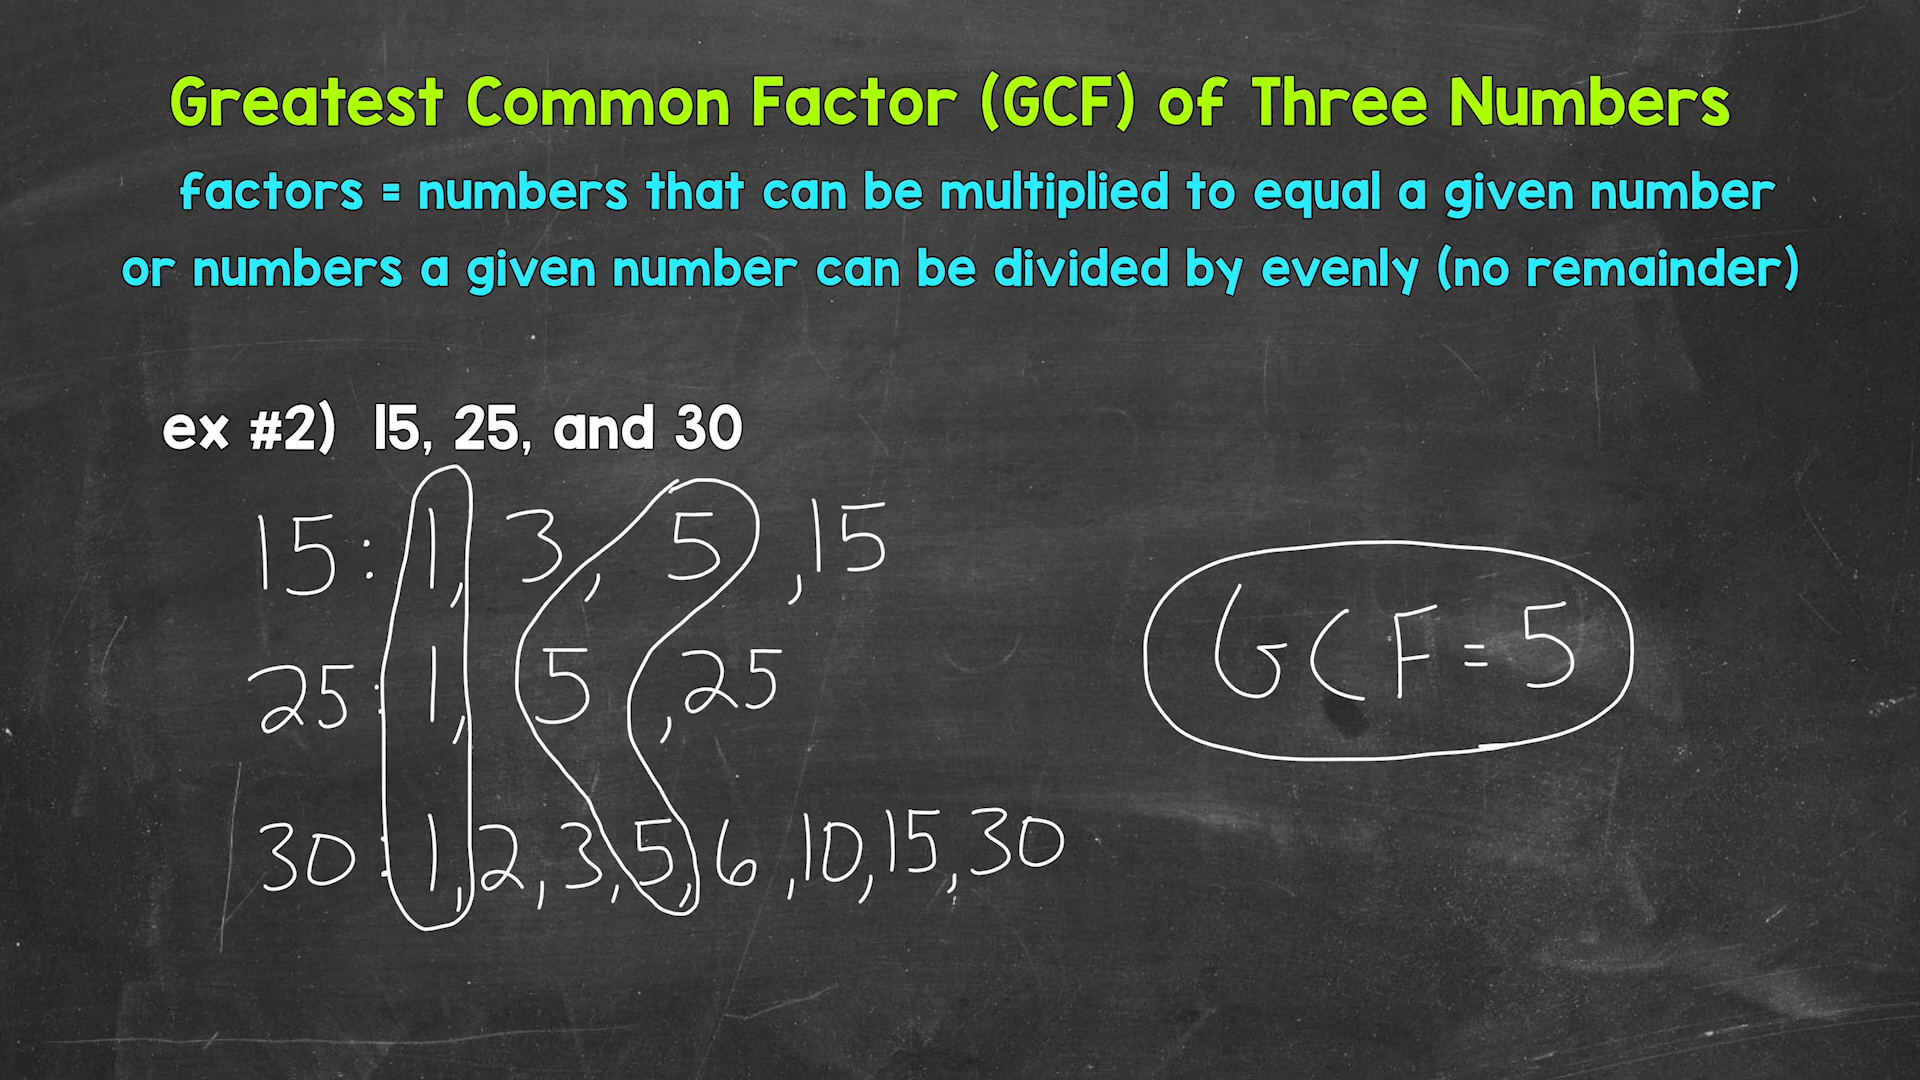 Greatest Common Factor (GCF) of Three Numbers
factors = numbers that can be multiplied to equal a given number
or numbers a given number can be divided by evenly (no remainder)
ex #2) 15, 25, and 30
15: 1, 3, 5, 15
25: 1, 5, 25
30: 1, 2, 3, 5, 6, 10, 15, 30
GCF = 5